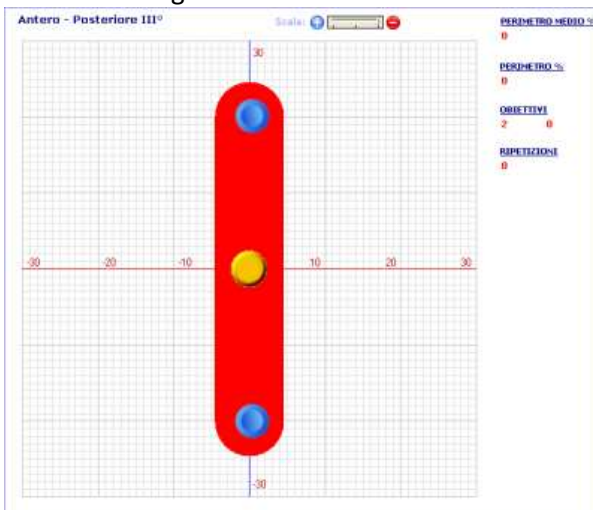 Antero - Posteriore III°
Scala:
PERIMETRO MEDIO %
0
PERIMETRO %
0
OBIETTIVI
2 0
RIPETIZIONI
0
30
-30 -20 -10 10 20 30
-30